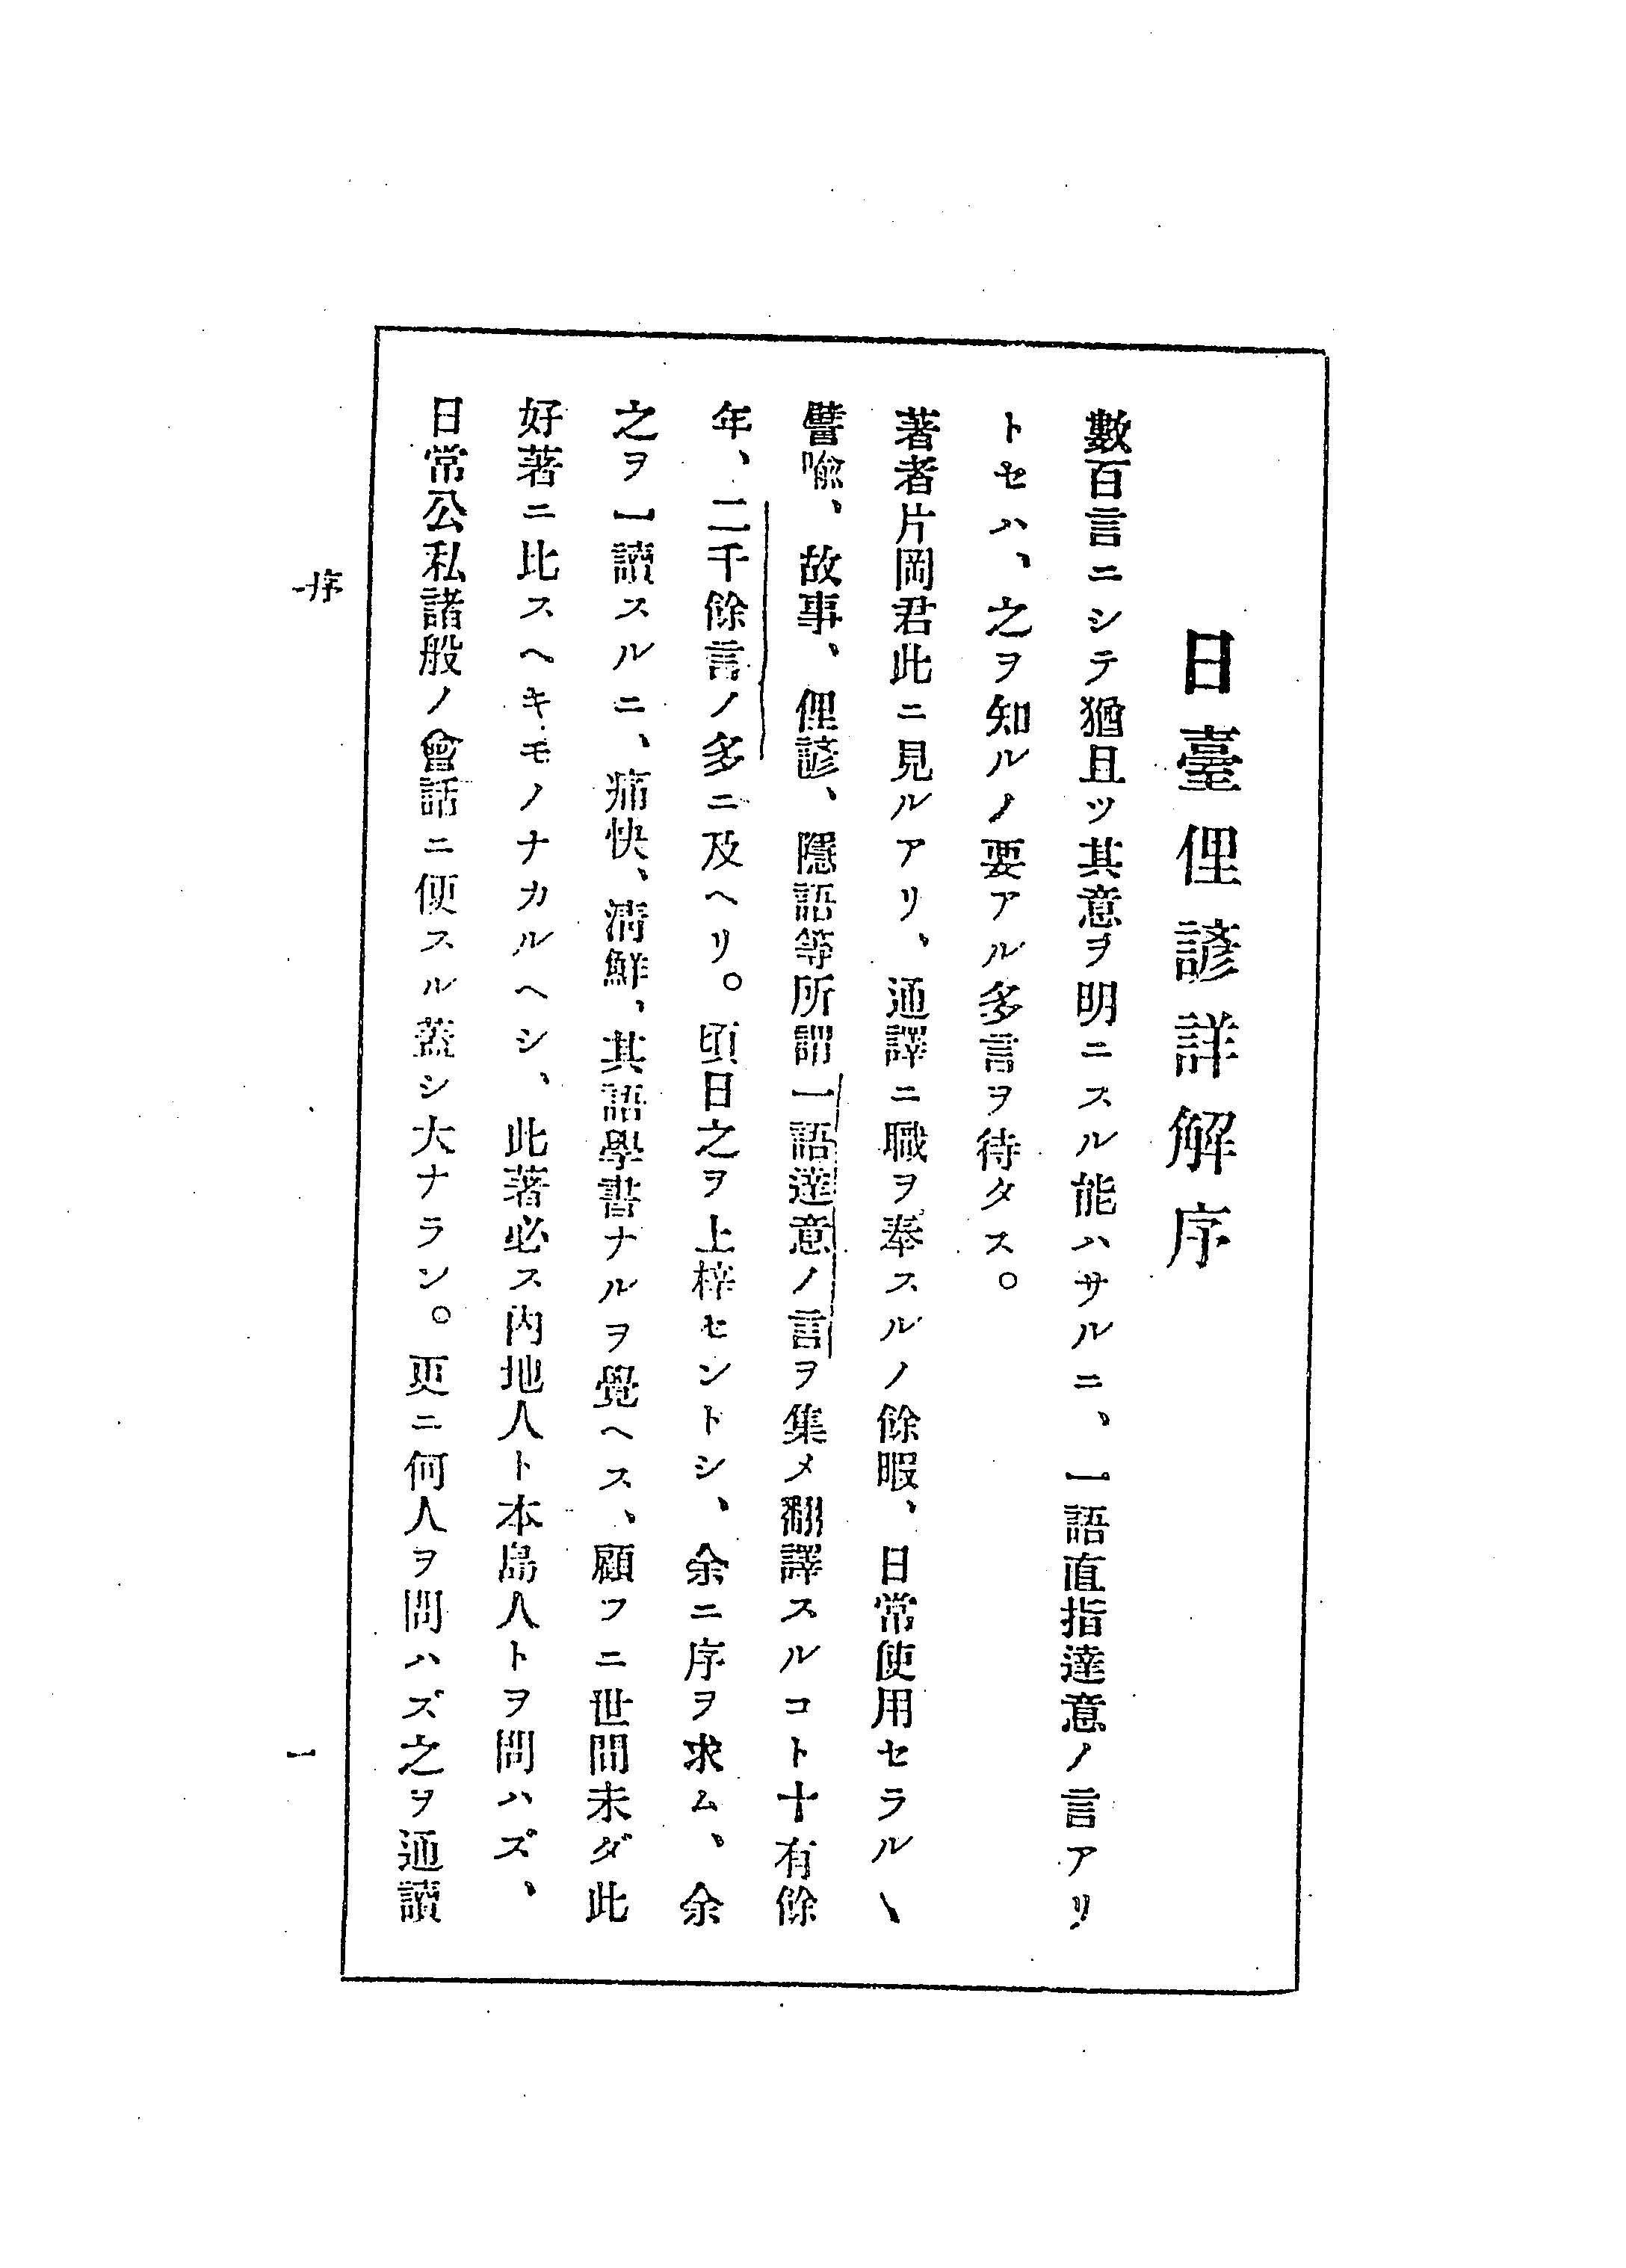 日臺俚諺詳解序
數百言ニシテ猶且ツ其意ヲ明ニスル能ハサルニ、一語直指達意ノ言アリ
トセハ、之ヲ知ルノ要アル多言ヲ待タス。
著者片岡君此ニ見ルアリ、通譯ニ職ヲ奉スルノ餘暇、日常使用セラルヽ
譬喩、故事、俚諺、隱語等所謂一語達意ノ言ヲ集メ翻譯スルコト十有餘
年、二千餘言ノ多ニ及ヘリ。頃日之ヲ上梓セントシ、余ニ序ヲ求ム、余
之ヲ一讀スルニ、痛快、淸鮮、其語學書ナルヲ覺ヘス、顧フニ世間未ダ此
好著ニ比スヘキモノナカルヘシ、此著必ス內地人ト本島人トヲ問ハズ、
日常公私諸般ノ會話ニ便スル蓋シ大ナラン。更ニ何人ヲ問ハズ之ヲ通讀
序
一